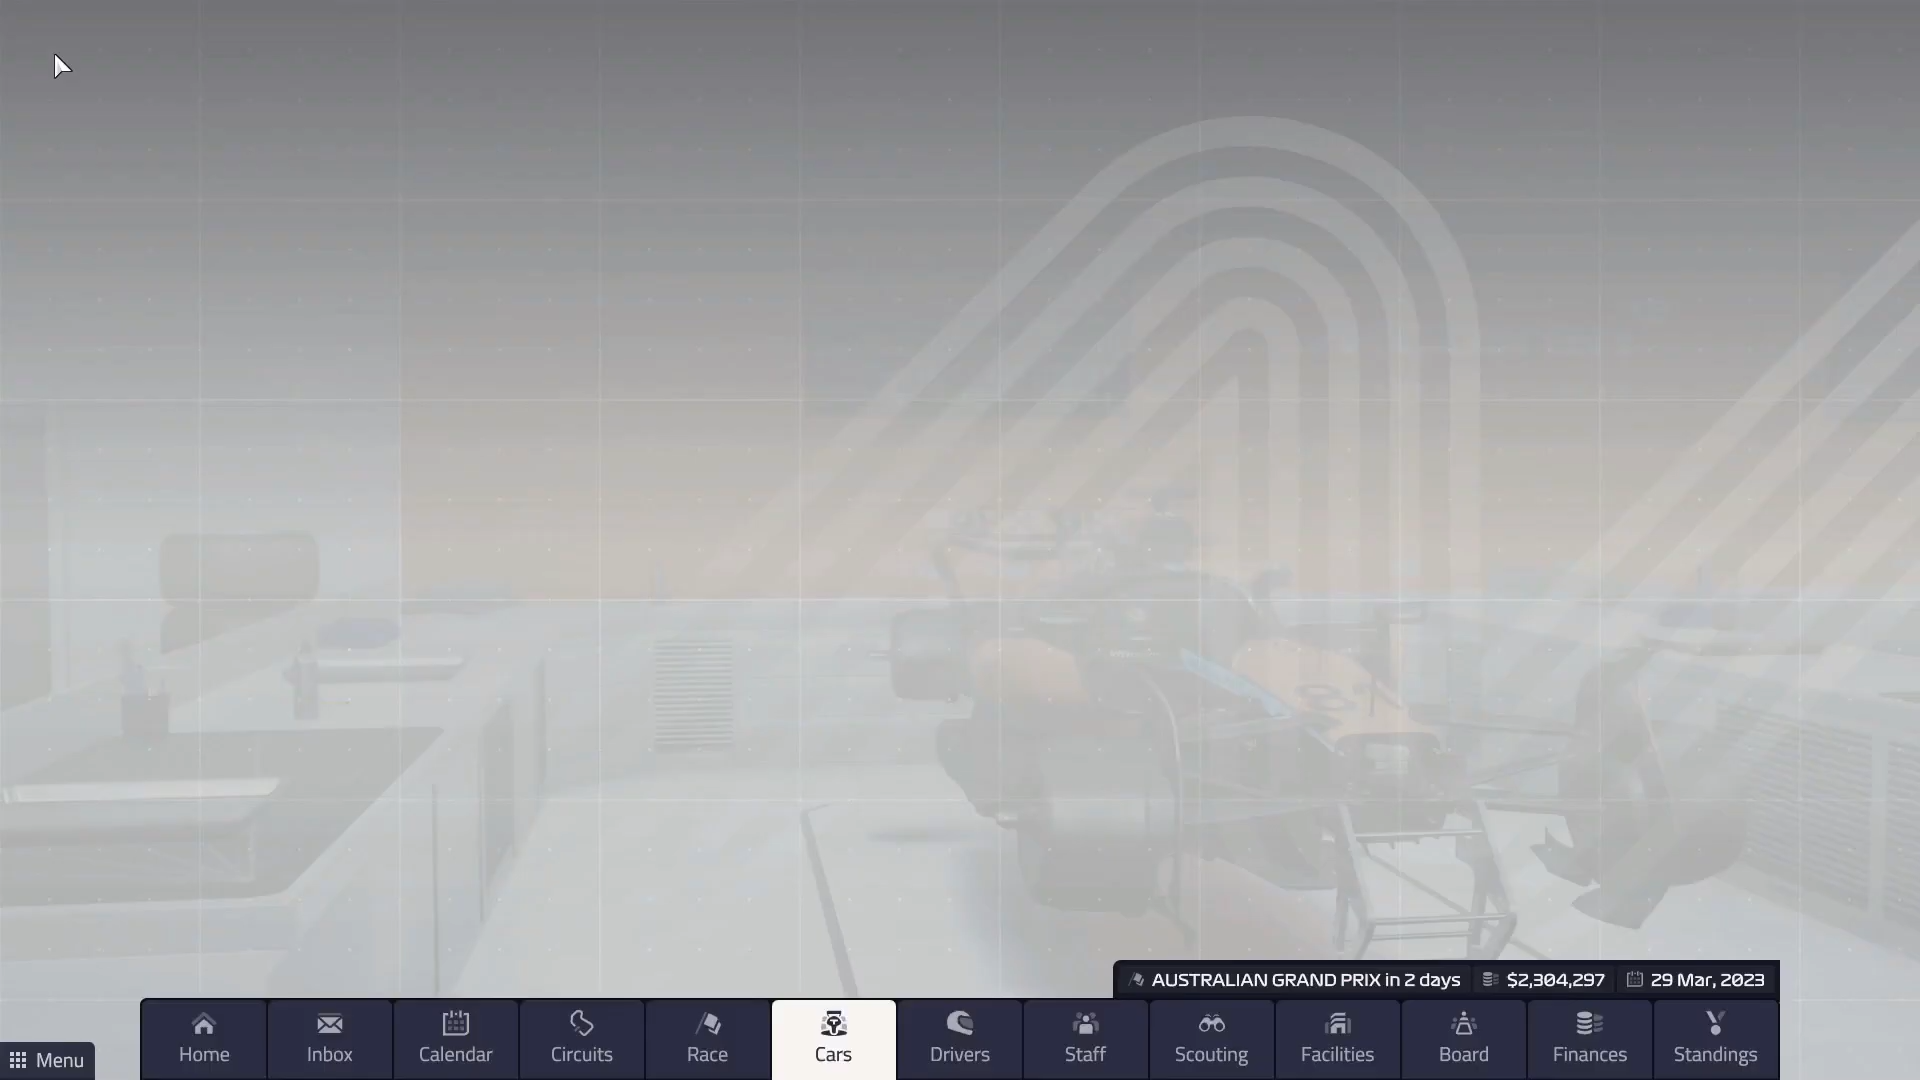 AUSTRALIAN GRAND PRIX in 2 days
$2,304,297
29 Mar, 2023
Menu
Home
Inbox
Calendar
Circuits
Race
Cars
Drivers
Staff
Scouting
Facilities
Board
Finances
Standings